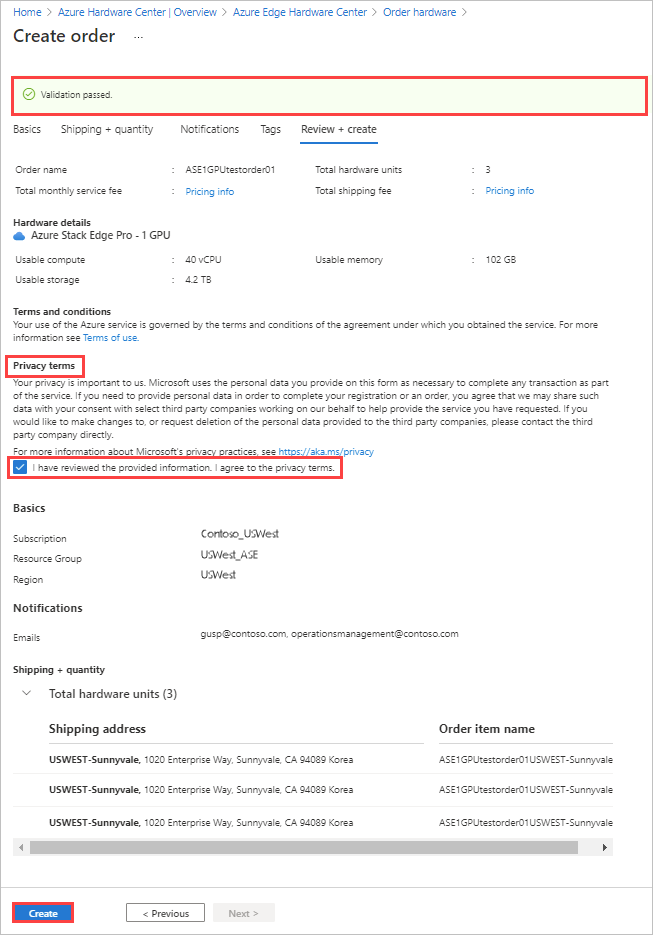 Home > Azure Hardware Center | Overview > Azure Edge Hardware Center > Order hardware >
Create order ...
Validation passed.
Basics Shipping + quantity Notifications Tags Review + create
Order name : ASE1GPUtestorder01 Total hardware units : 3
Total monthly service fee : Pricing info Total shipping fee : Pricing info
Hardware details
Azure Stack Edge Pro - 1 GPU
Usable compute : 40 vCPU Usable memory : 102 GB
Usable storage : 4.2 TB
Terms and conditions
Your use of the Azure service is governed by the terms and conditions of the agreement under which you obtained the service. For more
information see Terms of use.
Privacy terms
Your privacy is important to us. Microsoft uses the personal data you provide on this form as necessary to complete any transaction as part
of the service. If you need to provide personal data in order to complete your registration or an order, you agree that we may share such
data with your consent with select third party companies working on our behalf to help provide the service you have requested. If you
would like to make changes to, or request deletion of the personal data provided to the third party companies, please contact the third
party company directly.
For more information about Microsoft's privacy practices, see https://aka.ms/privacy
I have reviewed the provided information. I agree to the privacy terms.
Basics
Subscription Contoso_USWest
Resource Group USWest_ASE
Region USWest
Notifications
Emails gusp@contoso.com, operationsmanagement@contoso.com
Shipping + quantity
Total hardware units (3)
Shipping address Order item name
USWEST-Sunnyvale, 1020 Enterprise Way, Sunnyvale, CA 94089 Korea ASE1GPUtestorder01USWEST-Sunnyvale
USWEST-Sunnyvale, 1020 Enterprise Way, Sunnyvale, CA 94089 Korea ASE1GPUtestorder01USWEST-Sunnyvale
USWEST-Sunnyvale, 1020 Enterprise Way, Sunnyvale, CA 94089 Korea ASE1GPUtestorder01USWEST-Sunnyvale
Create < Previous Next >